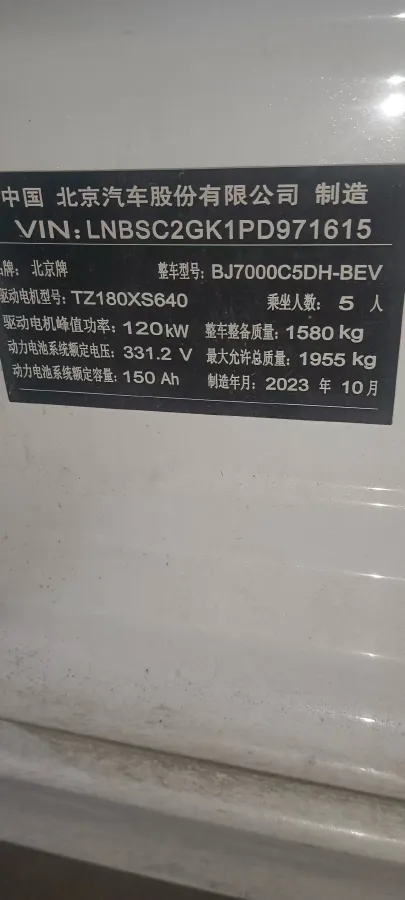 中国 北京汽车股份有限公司 制造
VIN: LNBSC2GK1PD971615
品牌: 北京牌 整车型号: BJ7000C5DH-BEV
驱动电机型号: TZ180XS640 乘坐人数: 5 人
驱动电机峰值功率: 120kW 整车整备质量: 1580 kg
动力电池系统额定电压: 331.2 V 最大允许总质量: 1955 kg
动力电池系统额定容量: 150 Ah 制造年月: 2023 年 10 月